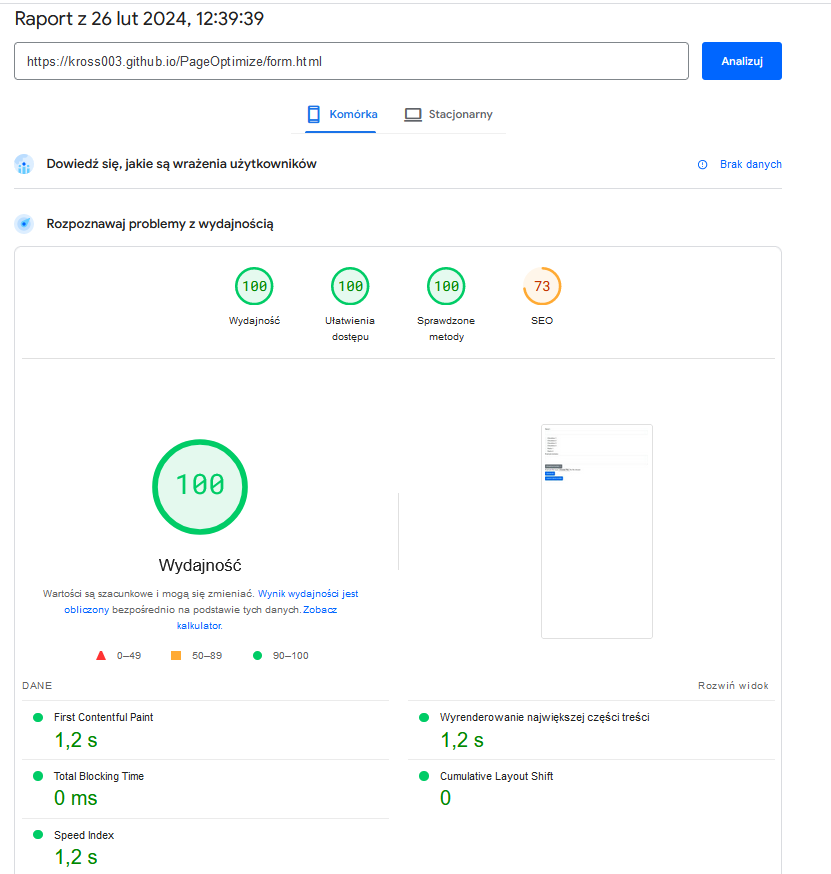 Raport z 26 lut 2024, 12:39:39
https://kross003.github.io/PageOptimize/form.html
Analizuj
Komórka
Stacjonarny
Dowiedź się, jakie są wrażenia użytkowników
Brak danych
Rozpoznawaj problemy z wydajnością
100
100
100
73
Wydajność
Ułatwienia
dostępu
Sprawdzone
metody
SEO
100
Wydajność
Wartości są szacunkowe i mogą się zmieniać. Wynik wydajności jest
obliczony bezpośrednio na podstawie tych danych. Zobacz
kalkulator.
0–49
50–89
90–100
DANE
Rozwiń widok
First Contentful Paint
1,2 s
Wyrenderowanie największej części treści
1,2 s
Total Blocking Time
0 ms
Cumulative Layout Shift
0
Speed Index
1,2 s